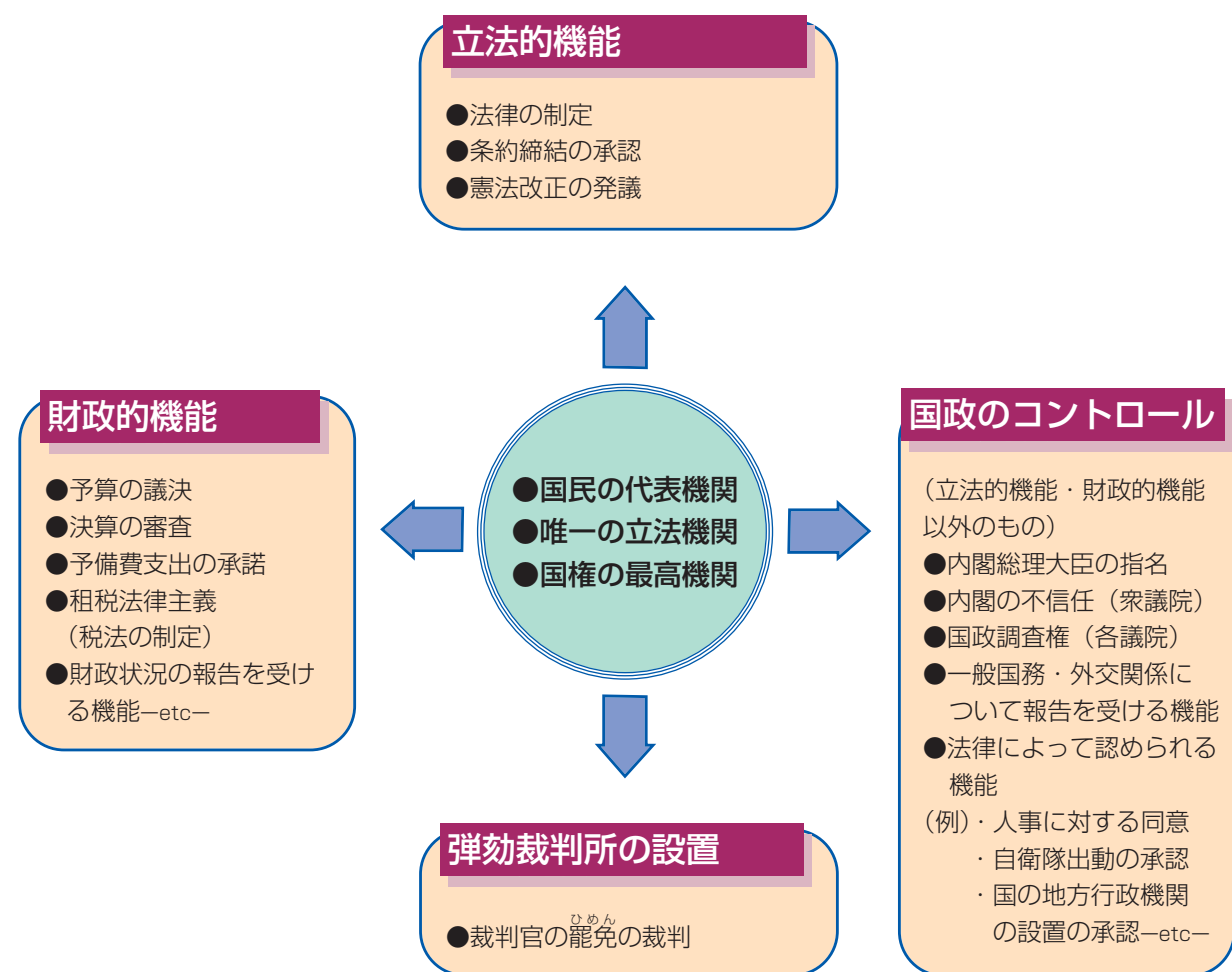 立法的機能
●法律の制定
●条約締結の承認
●憲法改正の発議
財政的機能
●予算の議決
●決算の審査
●予備費支出の承諾
●租税法律主義
（税法の制定）
●財政状況の報告を受け
る機能―etc―
●国民の代表機関
●唯一の立法機関
●国権の最高機関
国政のコントロール
（立法的機能・財政的機能
以外のもの）
●内閣総理大臣の指名
●内閣の不信任（衆議院）
●国政調査権（各議院）
●一般国務・外交関係に
ついて報告を受ける機能
●法律によって認められる
機能
（例）・人事に対する同意
・自衛隊出動の承認
・国の地方行政機関
の設置の承認―etc―
弾劾裁判所の設置
ひめん
●裁判官の罷免の裁判